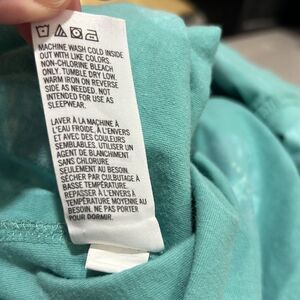 MACHINE WASH COLD INSIDE
OUT WITH LIKE COLORS.
NON-CHLORINE BLEACH
ONLY. TUMBLE DRY LOW.
WARM IRON ON REVERSE
SIDE AS NEEDED. NOT
INTENDED FOR USE AS
SLEEPWEAR.
LAVER À LA MACHINE À
L'EAU FROIDE, À L'ENVERS
ET AVEC DES COULEURS
SEMBLABLES. UTILISER UN
AGENT DE BLANCHIMENT
SANS CHLORURE
SEULEMENT AU BESOIN.
SÉCHER PAR CULBUTAGE À
BASSE TEMPÉRATURE.
REPASSER À L'ENVERS À
TEMPÉRATURE MOYENNE AU
BESOIN. NE PAS PORTER
POUR DORMIR.